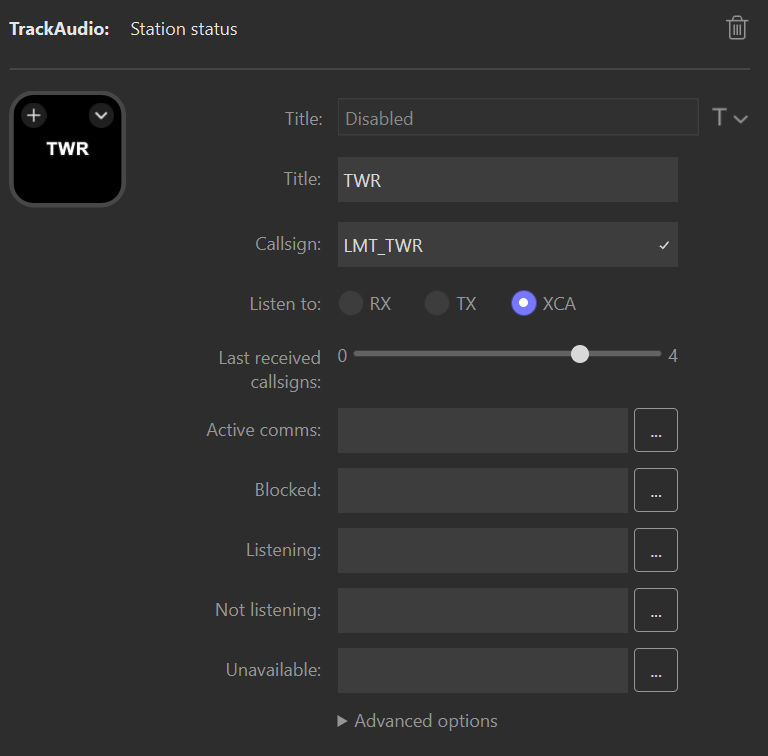 TrackAudio: Station status
TWR
Title: Disabled T
Title: TWR
Callsign: LMT_TWR
Listen to: RX TX XCA
Last received callsigns: 0 4
Active comms: ...
Blocked: ...
Listening: ...
Not listening: ...
Unavailable: ...
Advanced options